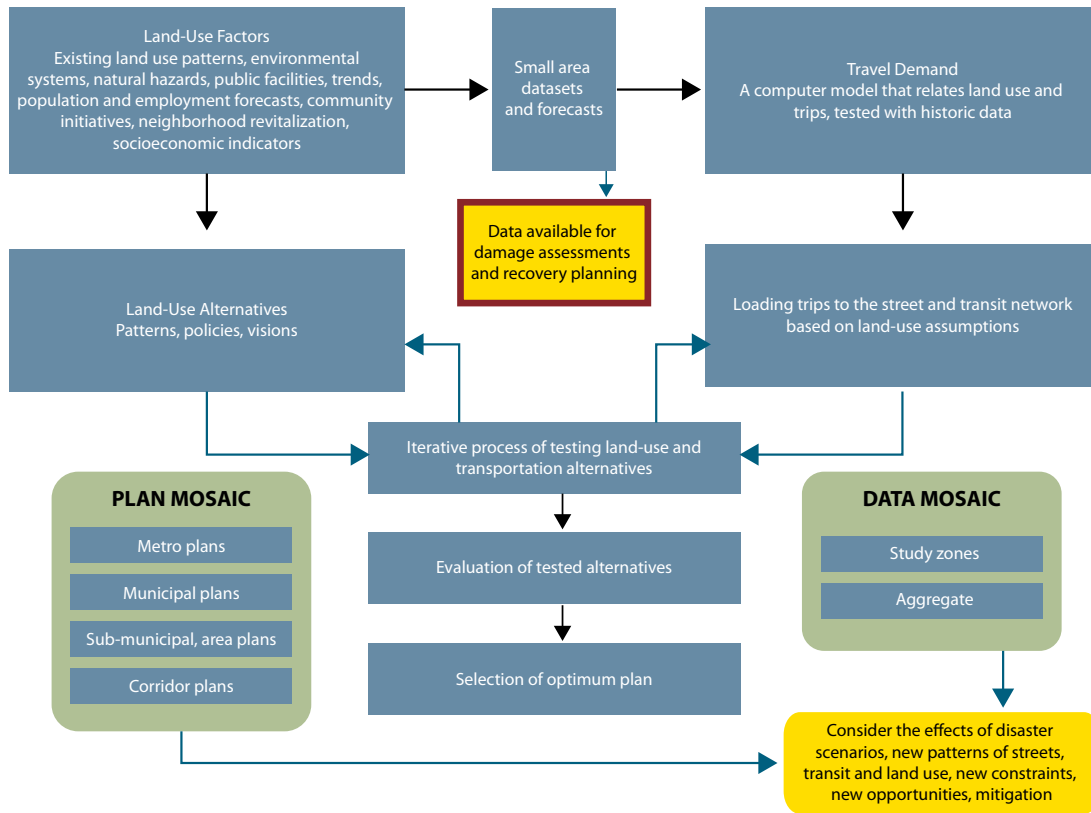 Land-Use Factors
Existing land use patterns, environmental
systems, natural hazards, public facilities, trends,
population and employment forecasts, community
initiatives, neighborhood revitalization,
socioeconomic indicators
Small area
datasets
and forecasts
Travel Demand
A computer model that relates land use and
trips, tested with historic data
Data available for
damage assessments
and recovery planning
Land-Use Alternatives
Patterns, policies, visions
Loading trips to the street and transit network
based on land-use assumptions
Iterative process of testing land-use and
transportation alternatives
PLAN MOSAIC
Metro plans
Municipal plans
Sub-municipal, area plans
Corridor plans
Evaluation of tested alternatives
Selection of optimum plan
DATA MOSAIC
Study zones
Aggregate
Consider the effects of disaster
scenarios, new patterns of streets,
transit and land use, new constraints,
new opportunities, mitigation